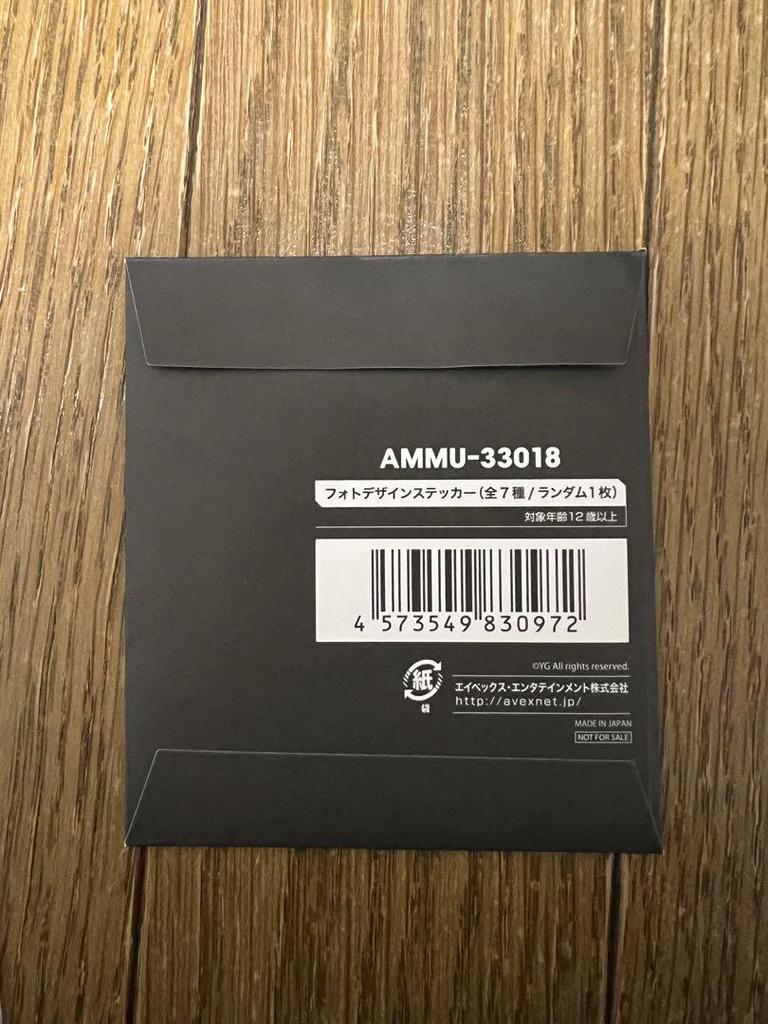 AMMU-33018
フォトデザインステッカー(全7種/ランダム1枚)
対象年齢12歳以上
4 573549 830972
紙
袋
©YG All rights reserved.
エイベックス・エンタテインメント株式会社
http://avexnet.jp/
MADE IN JAPAN
NOT FOR SALE